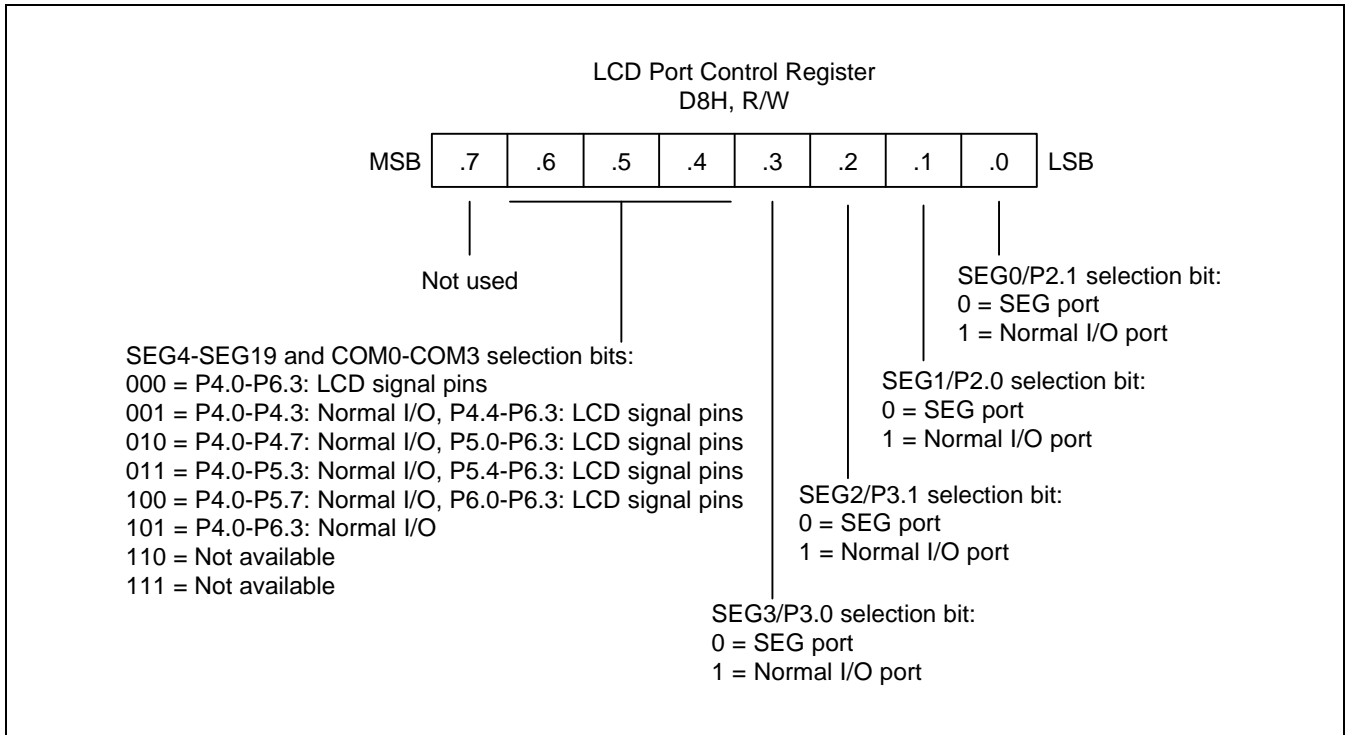 LCD Port Control Register
D8H, R/W
MSB .7 .6 .5 .4 .3 .2 .1 .0 LSB
Not used
SEG4-SEG19 and COM0-COM3 selection bits:
000 = P4.0-P6.3: LCD signal pins
001 = P4.0-P4.3: Normal I/O, P4.4-P6.3: LCD signal pins
010 = P4.0-P4.7: Normal I/O, P5.0-P6.3: LCD signal pins
011 = P4.0-P5.3: Normal I/O, P5.4-P6.3: LCD signal pins
100 = P4.0-P5.7: Normal I/O, P6.0-P6.3: LCD signal pins
101 = P4.0-P6.3: Normal I/O
110 = Not available
111 = Not available
SEG0/P2.1 selection bit:
0 = SEG port
1 = Normal I/O port
SEG1/P2.0 selection bit:
0 = SEG port
1 = Normal I/O port
SEG2/P3.1 selection bit:
0 = SEG port
1 = Normal I/O port
SEG3/P3.0 selection bit:
0 = SEG port
1 = Normal I/O port